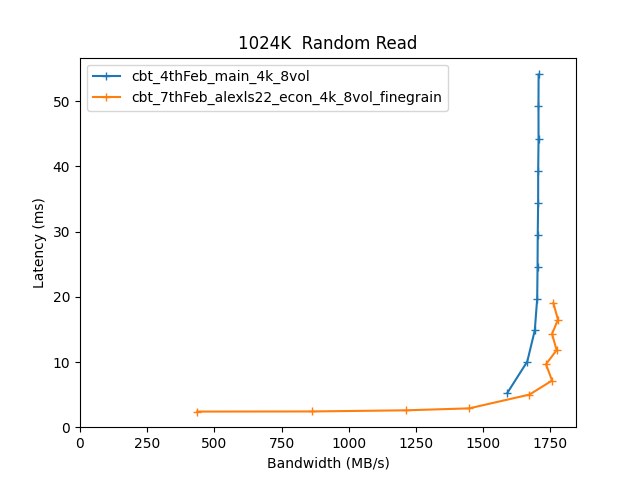 1024K  Random Read
cbt_4thFeb_main_4k_8vol
cbt_7thFeb_alexls22_econ_4k_8vol_finegrain
50
40
30
20
10
0
Latency (ms)
0 250 500 750 1000 1250 1500 1750
Bandwidth (MB/s)